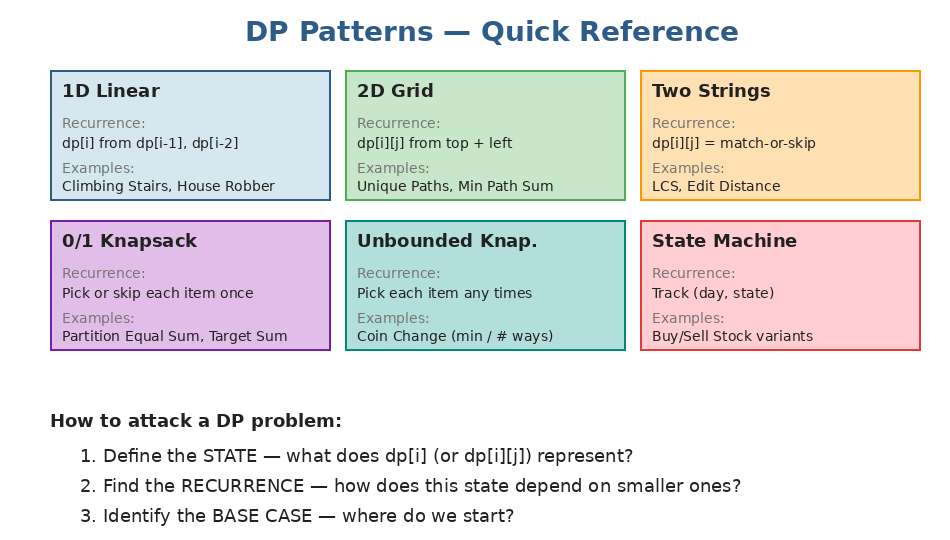 DP Patterns — Quick Reference
1D Linear
Recurrence:
dp[i] from dp[i-1], dp[i-2]
Examples:
Climbing Stairs, House Robber
2D Grid
Recurrence:
dp[i][j] from top + left
Examples:
Unique Paths, Min Path Sum
Two Strings
Recurrence:
dp[i][j] = match-or-skip
Examples:
LCS, Edit Distance
0/1 Knapsack
Recurrence:
Pick or skip each item once
Examples:
Partition Equal Sum, Target Sum
Unbounded Knap.
Recurrence:
Pick each item any times
Examples:
Coin Change (min / # ways)
State Machine
Recurrence:
Track (day, state)
Examples:
Buy/Sell Stock variants
How to attack a DP problem:
1. Define the STATE — what does dp[i] (or dp[i][j]) represent?
2. Find the RECURRENCE — how does this state depend on smaller ones?
3. Identify the BASE CASE — where do we start?